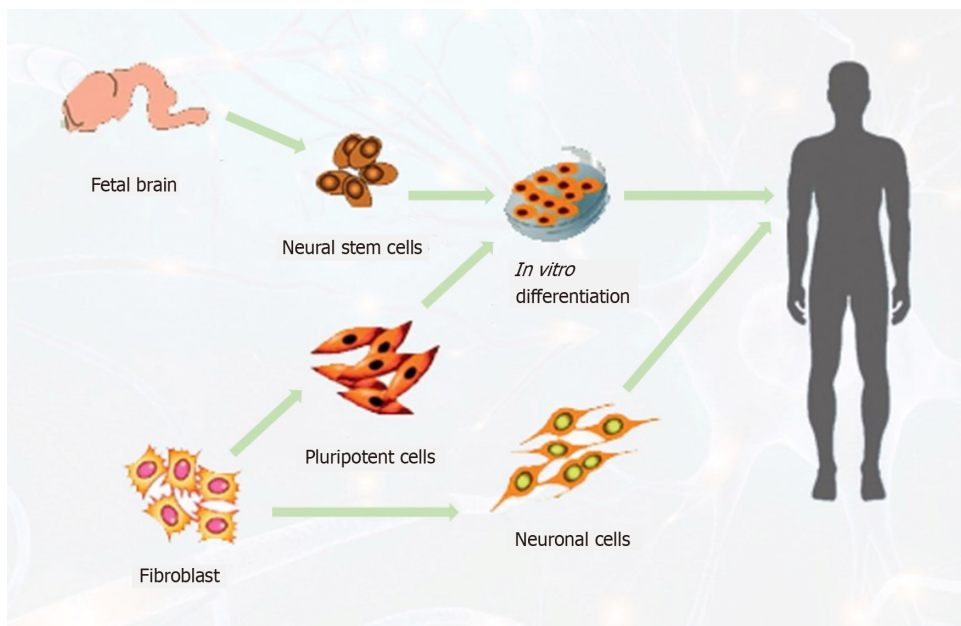 Fetal brain
Neural stem cells
In vitro
differentiation
Pluripotent cells
Neuronal cells
Fibroblast